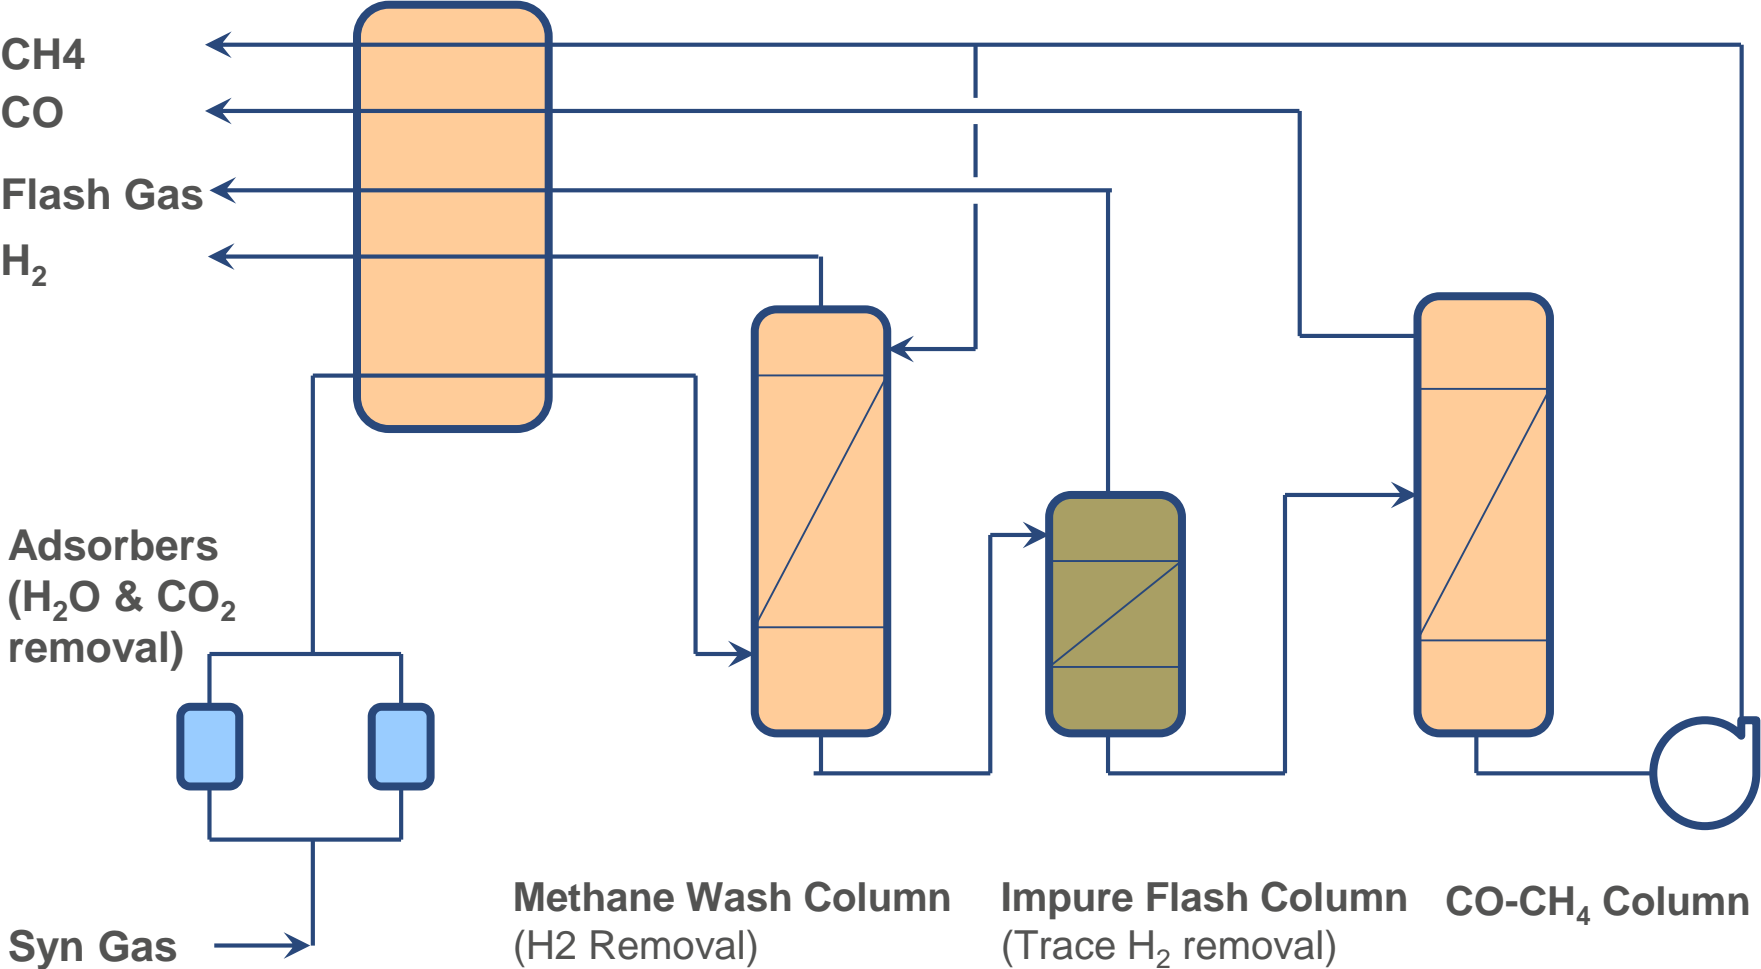 CH4
CO
Flash Gas
H₂
Adsorbers
(H₂O & CO₂
removal)
Syn Gas
Methane Wash Column
(H2 Removal)
Impure Flash Column
(Trace H₂ removal)
CO-CH₄ Column